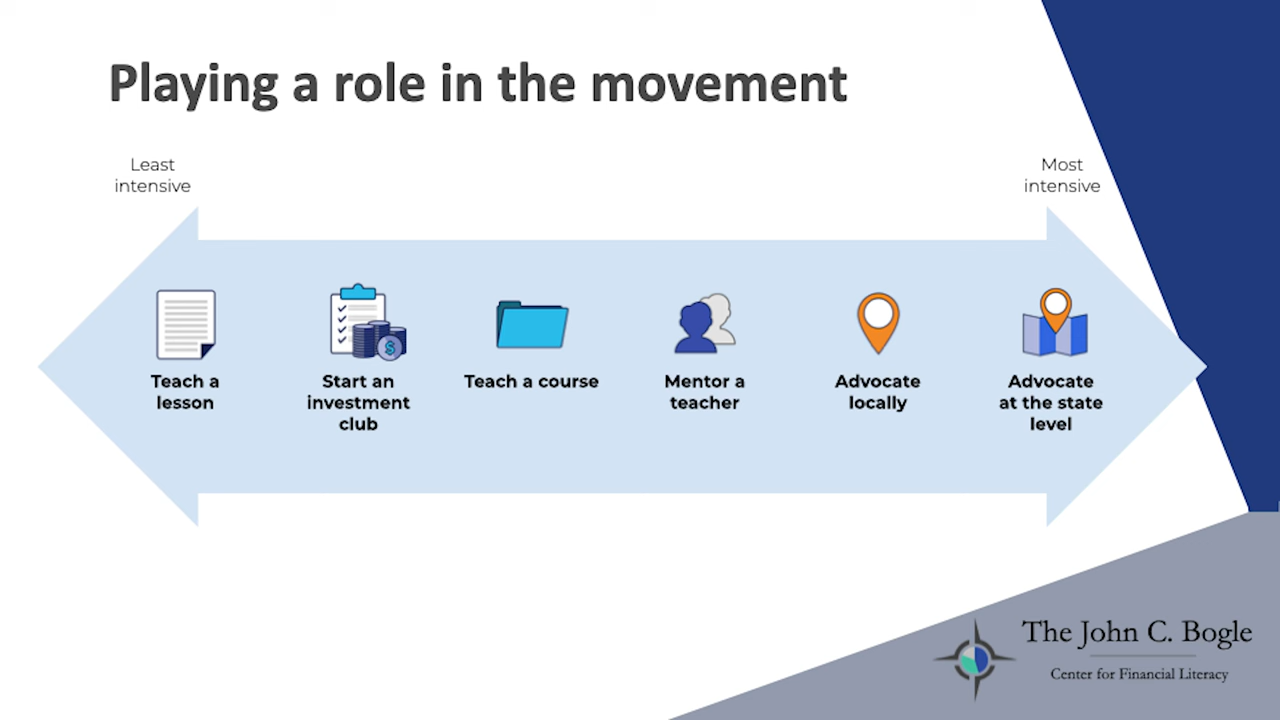 Playing a role in the movement
Least
intensive
Most
intensive
Teach a
lesson
Start an
investment
club
Teach a course
Mentor a
teacher
Advocate
locally
Advocate
at the state
level
$
The John C. Bogle
Center for Financial Literacy